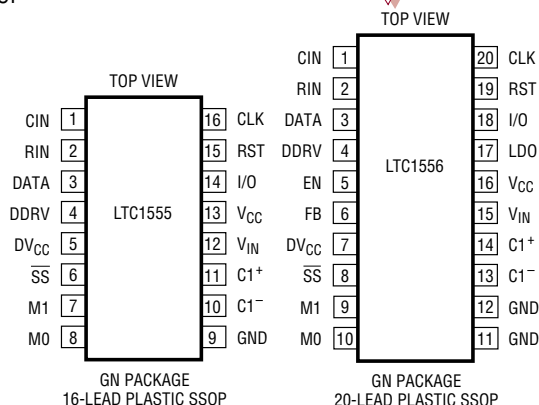 TOP VIEW
CIN 1 16 CLK
RIN 2 15 RST
DATA 3 14 I/O
DDRV 4 LTC1555 13 VCC
DVCC 5 12 VIN
SS 6 11 C1+
M1 7 10 C1−
M0 8 9 GND
GN PACKAGE
16-LEAD PLASTIC SSOP
TOP VIEW
CIN 1 20 CLK
RIN 2 19 RST
DATA 3 18 I/O
DDRV 4 17 LDO
LTC1556
EN 5 16 VCC
FB 6 15 VIN
DVCC 7 14 C1+
SS 8 13 C1−
M1 9 12 GND
M0 10 11 GND
GN PACKAGE
20-LEAD PLASTIC SSOP